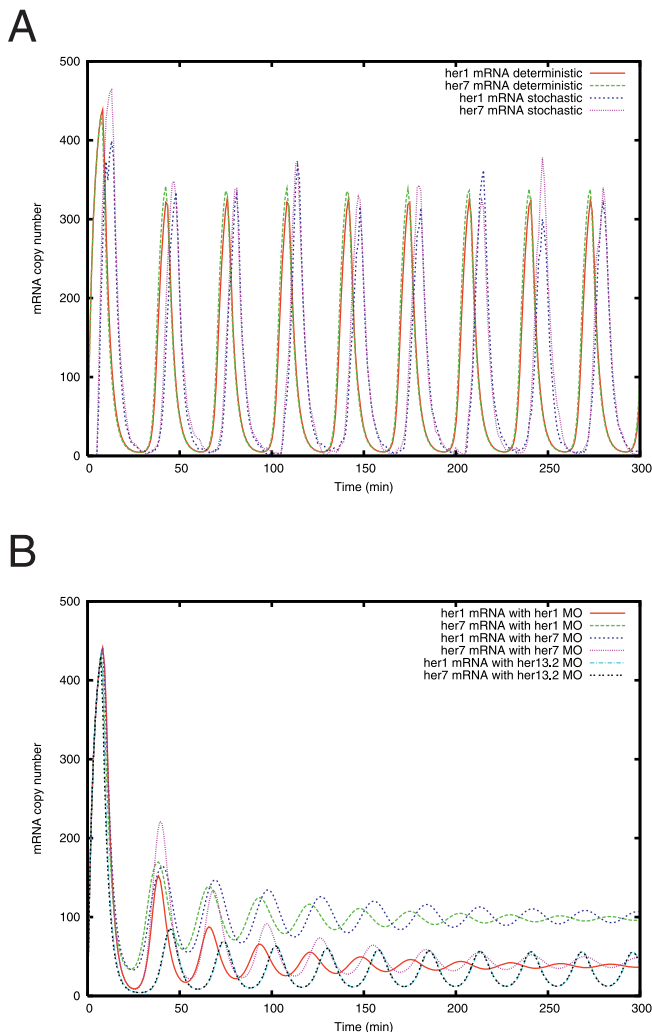 A
500
400
300
200
100
0
mRNA copy number
her1 mRNA deterministic
her7 mRNA deterministic
her1 mRNA stochastic
her7 mRNA stochastic
0 50 100 150 200 250 300
Time (min)
B
500
400
300
200
100
0
mRNA copy number
her1 mRNA with her1 MO
her7 mRNA with her1 MO
her1 mRNA with her7 MO
her7 mRNA with her7 MO
her1 mRNA with her13.2 MO
her7 mRNA with her13.2 MO
0 50 100 150 200 250 300
Time (min)